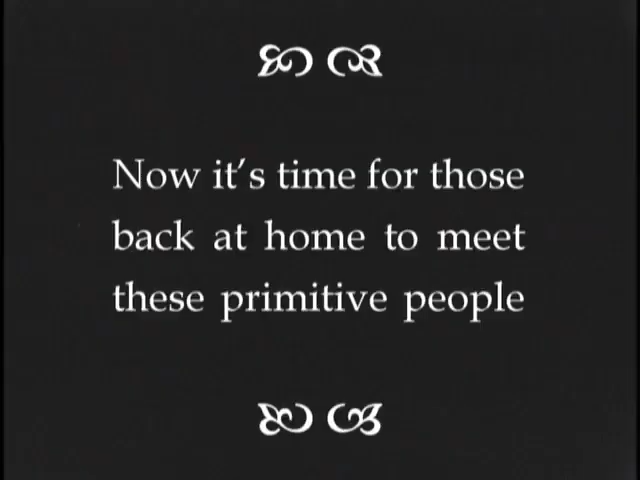 Now it's time for those
back at home to meet
these primitive people